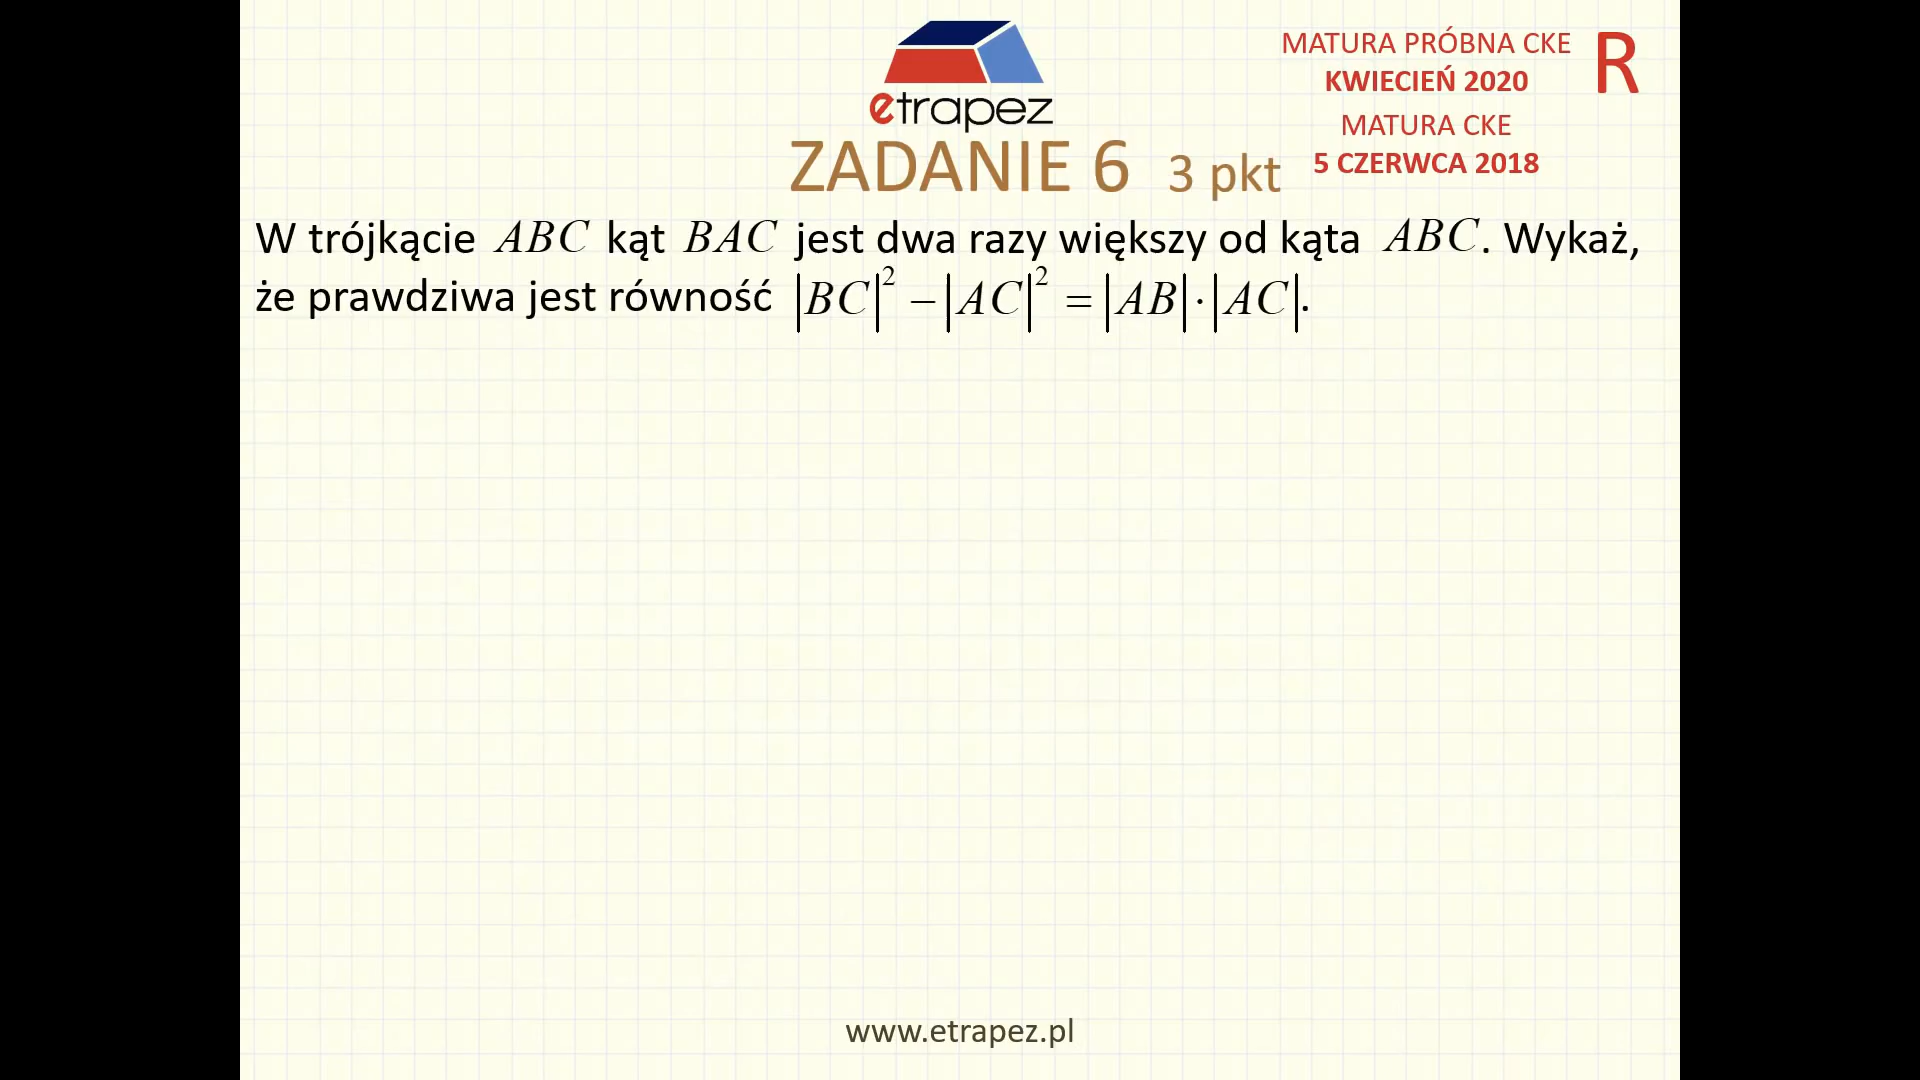 etrapez
MATURA PRÓBNA CKE
KWIECIEŃ 2020
R
MATURA CKE
5 CZERWCA 2018
ZADANIE 6 3 pkt
W trójkącie ABC kąt BAC jest dwa razy większy od kąta ABC. Wykaż,
że prawdziwa jest równość |BC|² − |AC|² = |AB|·|AC|.
www.etrapez.pl